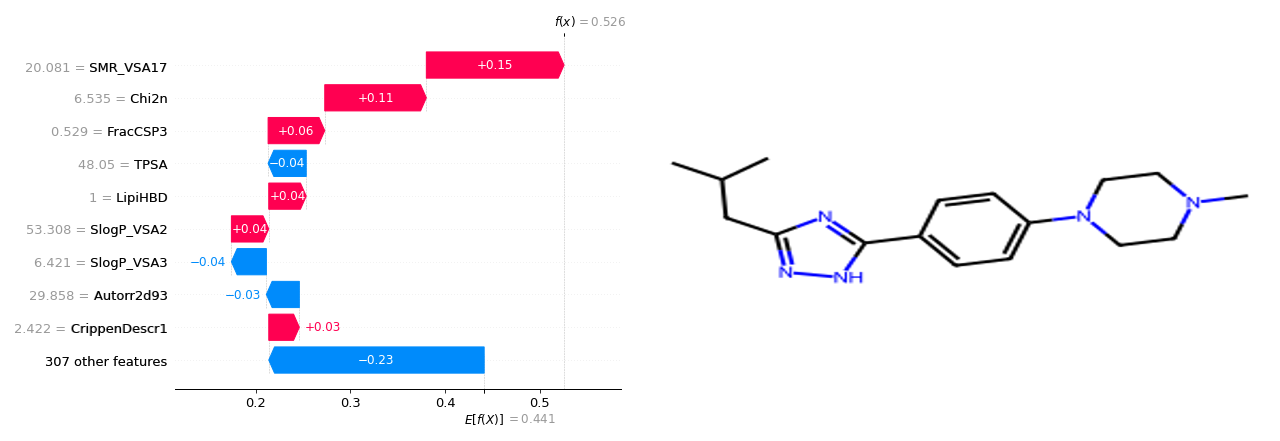 f(x) = 0.526
20.081 = SMR_VSA17
+0.15
6.535 = Chi2n
+0.11
0.529 = FracCSP3
+0.06
48.05 = TPSA
−0.04
1 = LipiHBD
+0.04
53.308 = SlogP_VSA2
+0.04
6.421 = SlogP_VSA3
−0.04
29.858 = Autorr2d93
−0.03
2.422 = CrippenDescr1
+0.03
307 other features
−0.23
0.2 0.3 0.4 0.5
E[f(X)] = 0.441
N
N
NH
N
N